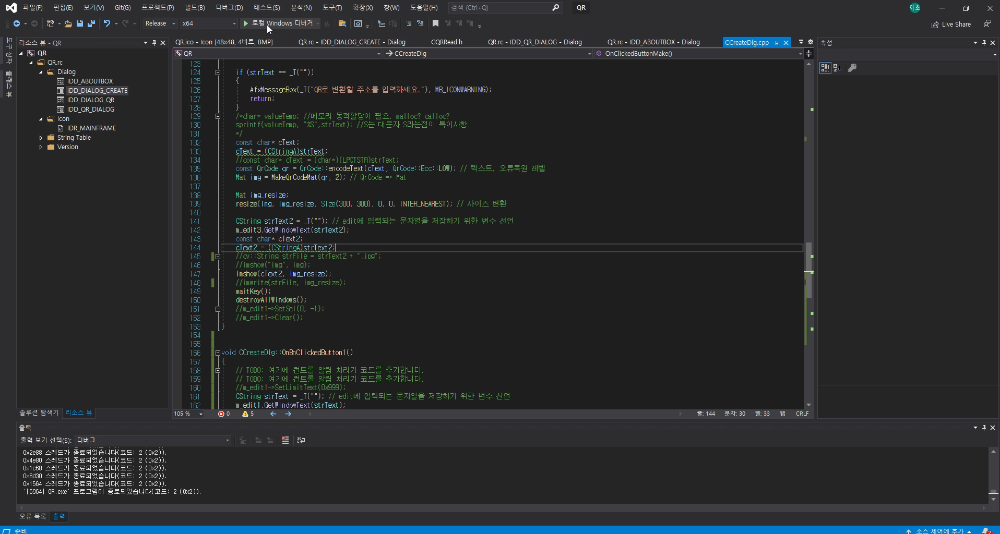 파일(F) 편집(E) 보기(V) Git(G) 프로젝트(P) 빌드(B) 디버그(D) 테스트(S) 분석(N) 도구(T) 확장(X) 창(W) 도움말(H) 검색 (Ctrl+Q) QR 지초
Release x64 로컬 Windows 디버거 Live Share
도구 상자
클래스 뷰
리소스 뷰 - QR
QR
QR.rc
Dialog
IDD_ABOUTBOX
IDD_DIALOG_CREATE
IDD_DIALOG_QR
IDD_QR_DIALOG
Icon
IDR_MAINFRAME
String Table
Version
솔루션 탐색기 리소스 뷰
QR.ico - Icon [48x48, 4비트, BMP] QR.rc - IDD_DIALOG_CREATE - Dialog CQRRead.h QR.rc - IDD_QR_DIALOG - Dialog QR.rc - IDD_ABOUTBOX - Dialog CCreateDlg.cpp
QR CCreateDlg OnClickedButtonMake()
123
124 if (strText == _T(""))
125 {
126 AfxMessageBox(_T("QR로 변환할 주소를 입력하세요."), MB_ICONWARNING);
127 return;
128 }
129 /*char* valueTemp; //메모리 동적할당이 필요. malloc? calloc?
130 sprintf(valueTemp, "%S",strText); //S는 대문자 S라는점이 특이사항.
131 */
132 const char* cText;
133 cText = (CStringA)strText;
134 //const char* cText = (char*)(LPCTSTR)strText;
135 const QrCode qr = QrCode::encodeText(cText, QrCode::Ecc::LOW); // 텍스트, 오류복원 레벨
136 Mat img = MakeQrCodeMat(qr, 2); // QrCode => Mat
137
138 Mat img_resize;
139 resize(img, img_resize, Size(300, 300), 0, 0, INTER_NEAREST); // 사이즈 변환
140
141 CString strText2 = _T(""); // edit에 입력되는 문자열을 저장하기 위한 변수 선언
142 m_edit3.GetWindowText(strText2);
143 const char* cText2;
144 cText2 = (CStringA)strText2;
145 //cv::String strFile = strText2 + ".jpg";
146 //imshow("img", img);
147 imshow(cText2, img_resize);
148 //imwrite(strFile, img_resize);
149 waitKey();
150 destroyAllWindows();
151 //m_edit1->SetSel(0, -1);
152 //m_edit1->Clear();
153 }
154
155
156 void CCreateDlg::OnBnClickedButton1()
157 {
158 // TODO: 여기에 컨트롤 알림 처리기 코드를 추가합니다.
159 // TODO: 여기에 컨트롤 알림 처리기 코드를 추가합니다.
160 //m_edit1->SetLimitText(0x999);
161 CString strText = _T(""); // edit에 입력되는 문자열을 저장하기 위한 변수 선언
162 m_edit1.GetWindowText(strText);
105 % 0 5 줄: 144 문자: 30 열: 33 탭 CRLF
속성
출력
출력 보기 선택(S): 디버그
0x2e88 스레드가 종료되었습니다(코드: 2 (0x2)).
0x4e80 스레드가 종료되었습니다(코드: 2 (0x2)).
0x1c68 스레드가 종료되었습니다(코드: 2 (0x2)).
0x6d30 스레드가 종료되었습니다(코드: 2 (0x2)).
0x1564 스레드가 종료되었습니다(코드: 2 (0x2)).
'[6964] QR.exe' 프로그램이 종료되었습니다(코드: 2 (0x2)).
오류 목록 출력
준비 소스 제어에 추가 2